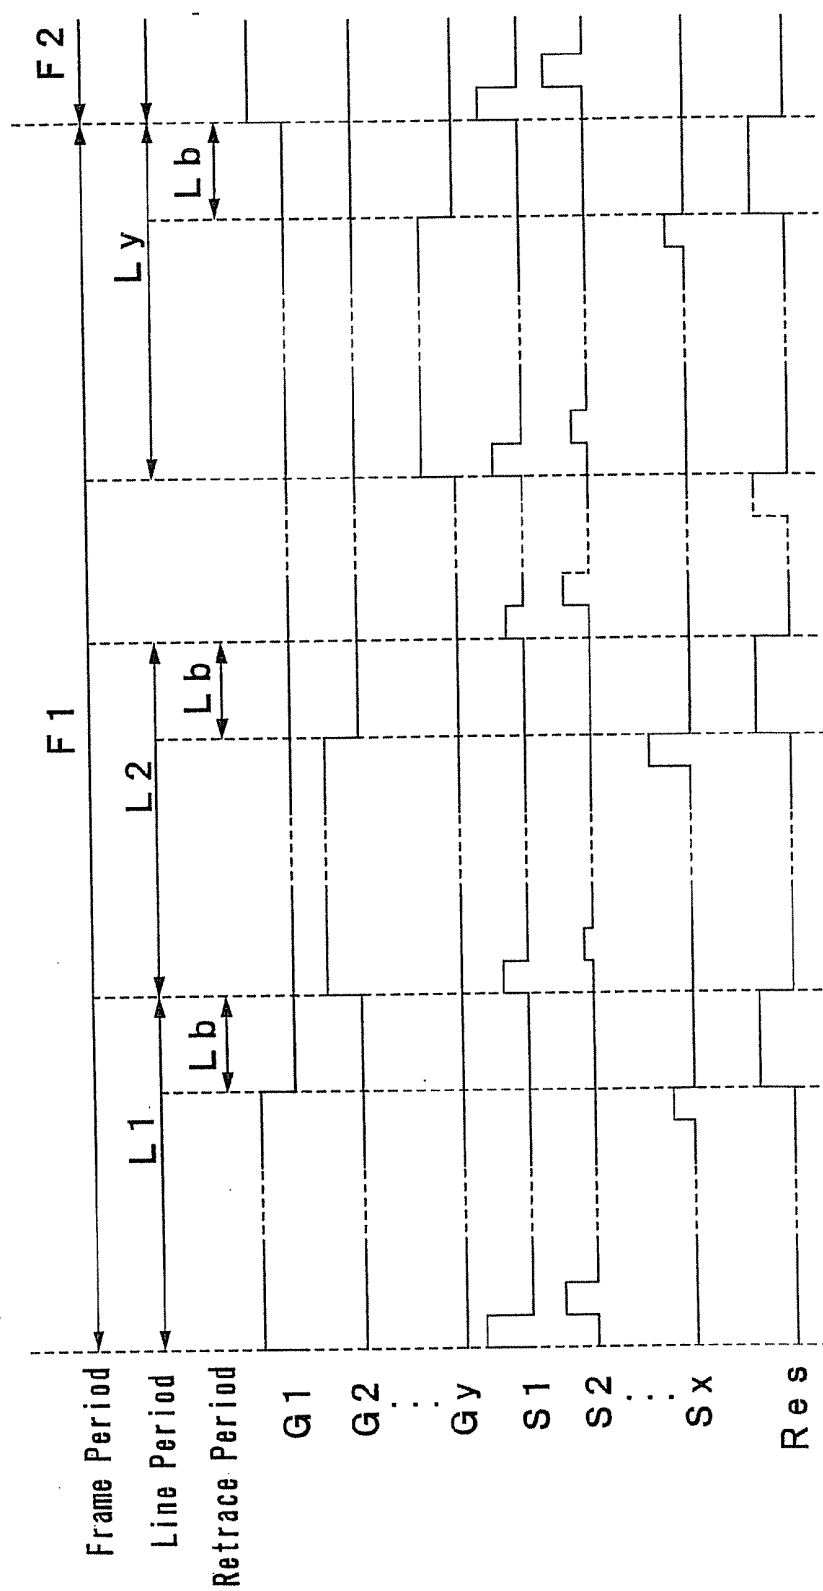 Frame Period
F1
F2
Line Period
L1
L2
Ly
Retrace Period
Lb
Lb
Lb
G1
G2
...
Gy
S1
S2
...
Sx
Res